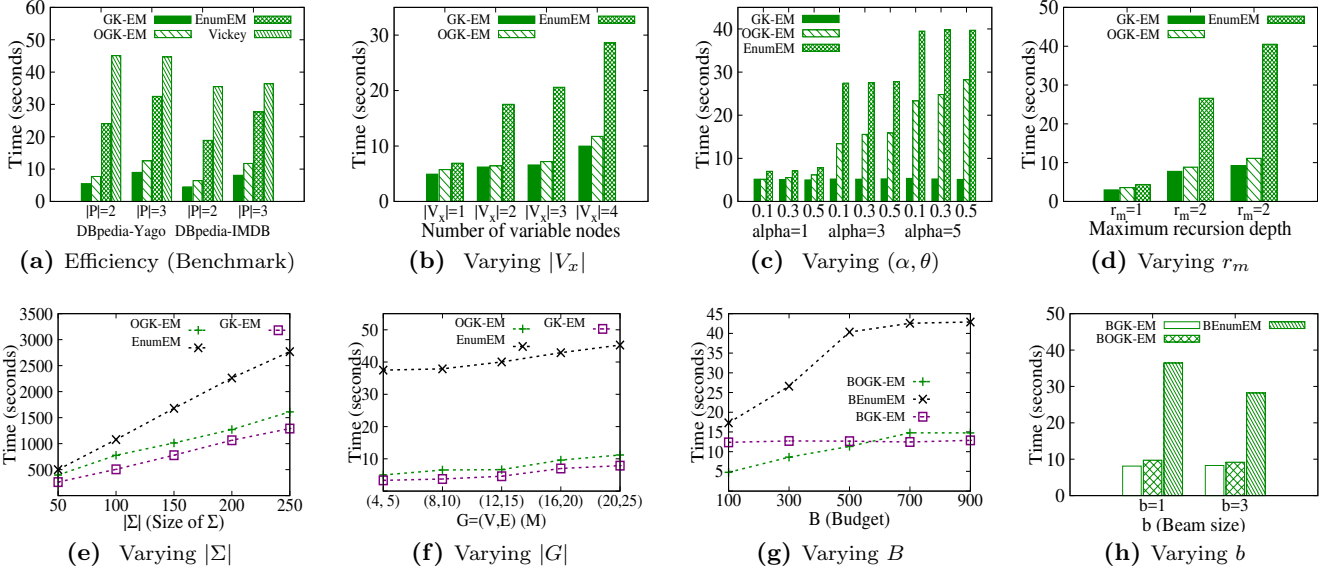 GK-EM EnumEM
OGK-EM Vickey
Time (seconds)
60
50
40
30
20
10
0
|P|=2 |P|=3 |P|=2 |P|=3
DBpedia-Yago DBpedia-IMDB
(a) Efficiency (Benchmark)
GK-EM EnumEM
OGK-EM
Time (seconds)
35
30
25
20
15
10
5
0
|V_x|=1 |V_x|=2 |V_x|=3 |V_x|=4
Number of variable nodes
(b) Varying |V_x|
GK-EM
OGK-EM
EnumEM
Time (seconds)
40
30
20
10
0
0.1 0.3 0.5 0.1 0.3 0.5 0.1 0.3 0.5
alpha=1 alpha=3 alpha=5
(c) Varying (α, θ)
GK-EM EnumEM
OGK-EM
Time (seconds)
50
40
30
20
10
0
r_m=1 r_m=2 r_m=2
Maximum recursion depth
(d) Varying r_m
OGK-EM GK-EM
EnumEM
Time (seconds)
3500
3000
2500
2000
1500
1000
500
50 100 150 200 250
|Σ| (Size of Σ)
(e) Varying |Σ|
OGK-EM GK-EM
EnumEM
Time (seconds)
50
40
30
20
10
(4, 5) (8,10) (12,15) (16,20) (20,25)
G=(V,E) (M)
(f) Varying |G|
BOGK-EM
BEnumEM
BGK-EM
Time (seconds)
45
40
35
30
25
20
15
10
5
100 300 500 700 900
B (Budget)
(g) Varying B
BGK-EM BEnumEM
BOGK-EM
Time (seconds)
50
40
30
20
10
0
b=1 b=3
b (Beam size)
(h) Varying b